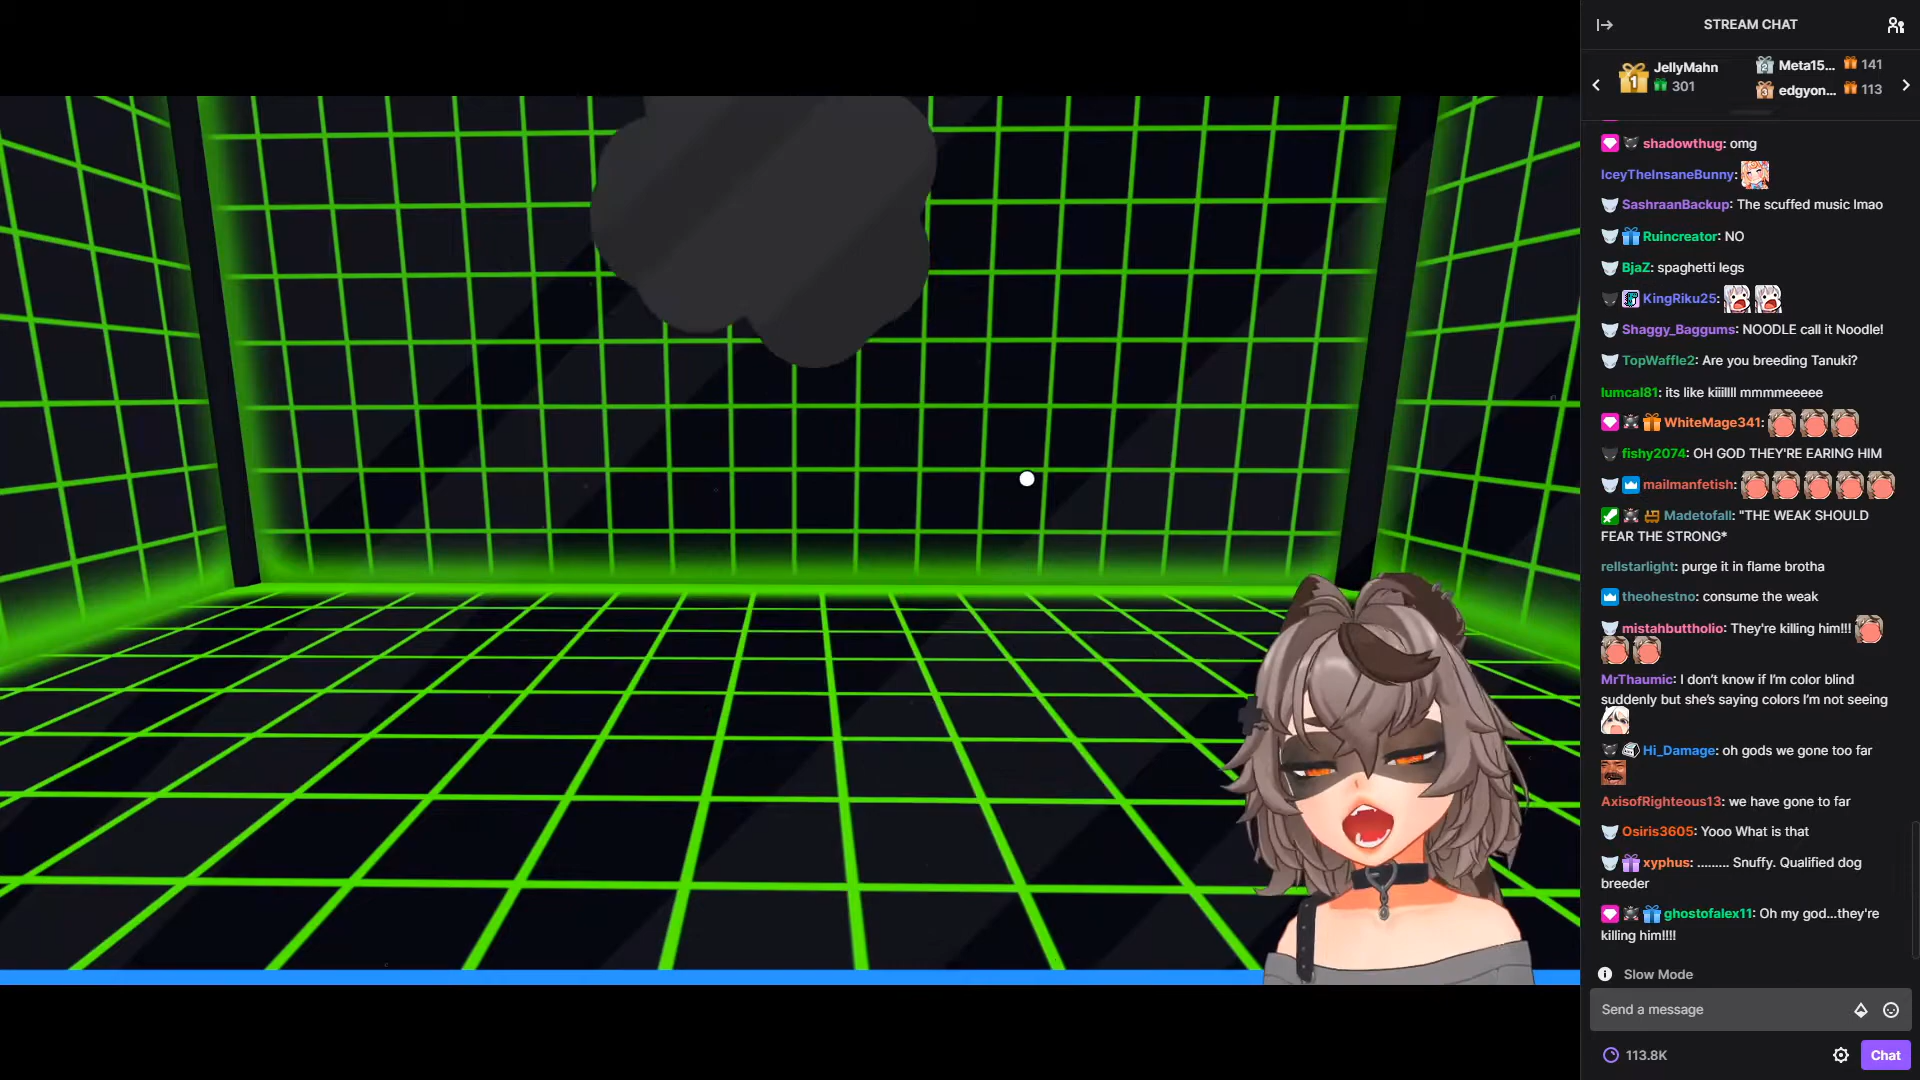 STREAM CHAT
JellyMahn
301
Meta15... 141
edgyon... 113
shadowthug: omg
IceyTheInsaneBunny:
SashraanBackup: The scuffed music lmao
Ruincreator: NO
BjaZ: spaghetti legs
KingRiku25:
Shaggy_Baggums: NOODLE call it Noodle!
TopWaffle2: Are you breeding Tanuki?
lumcal81: its like kiiillll mmmmeeeee
WhiteMage341:
fishy2074: OH GOD THEY'RE EARING HIM
mailmanfetish:
Madetofall: "THE WEAK SHOULD
FEAR THE STRONG*
rellstarlight: purge it in flame brotha
theohestno: consume the weak
mistahbuttholio: They're killing him!!!
MrThaumic: I don't know if I'm color blind
suddenly but she's saying colors I'm not seeing
Hi_Damage: oh gods we gone too far
AxisofRighteous13: we have gone to far
Osiris3605: Yooo What is that
xyphus: ......... Snuffy. Qualified dog
breeder
ghostofalex11: Oh my god...they're
killing him!!!!
Slow Mode
Send a message
113.8K
Chat